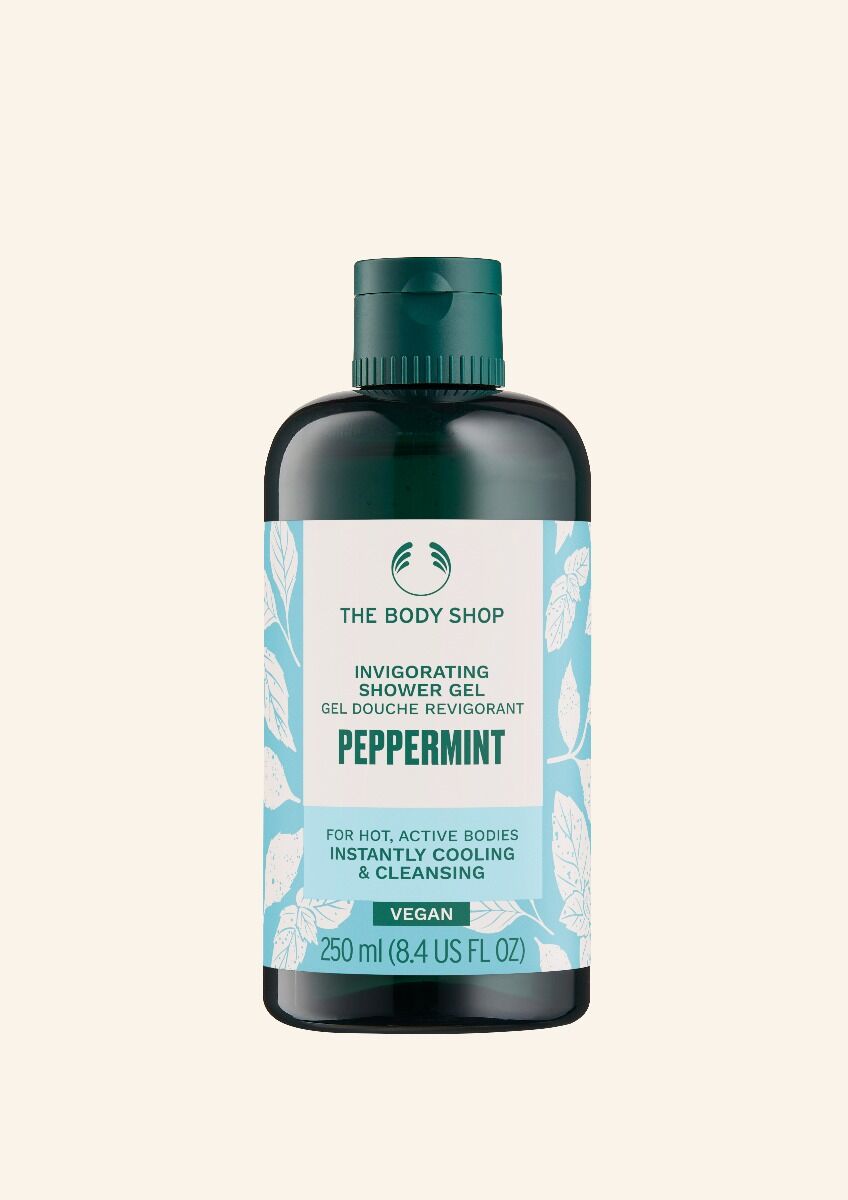 THE BODY SHOP
INVIGORATING
SHOWER GEL
GEL DOUCHE REVIGORANT
PEPPERMINT
FOR HOT, ACTIVE BODIES
INSTANTLY COOLING
& CLEANSING
VEGAN
250 ml (8.4 US FL OZ)